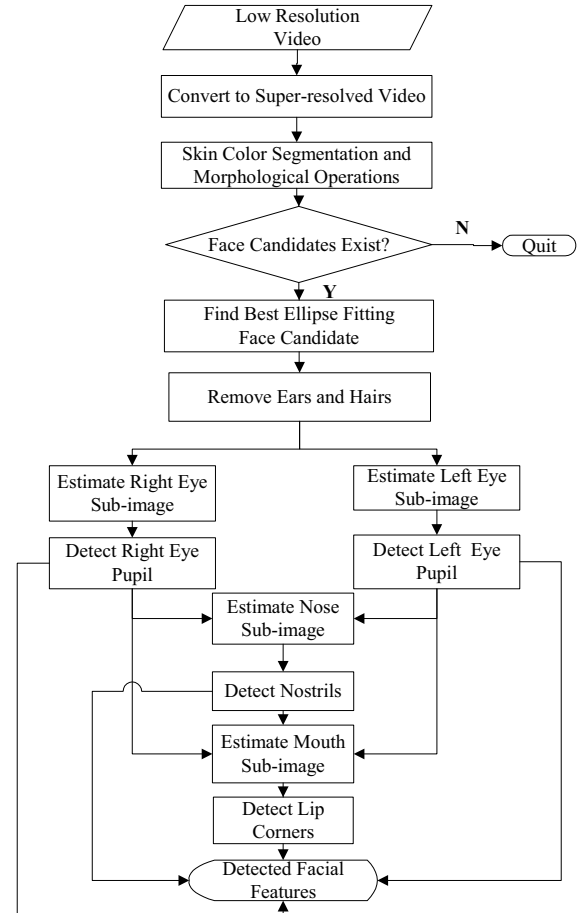 Low Resolution
Video
Convert to Super-resolved Video
Skin Color Segmentation and
Morphological Operations
Face Candidates Exist?
N
Quit
Y
Find Best Ellipse Fitting
Face Candidate
Remove Ears and Hairs
Estimate Right Eye
Sub-image
Estimate Left Eye
Sub-image
Detect Right Eye
Pupil
Detect Left Eye
Pupil
Estimate Nose
Sub-image
Detect Nostrils
Estimate Mouth
Sub-image
Detect Lip
Corners
Detected Facial
Features